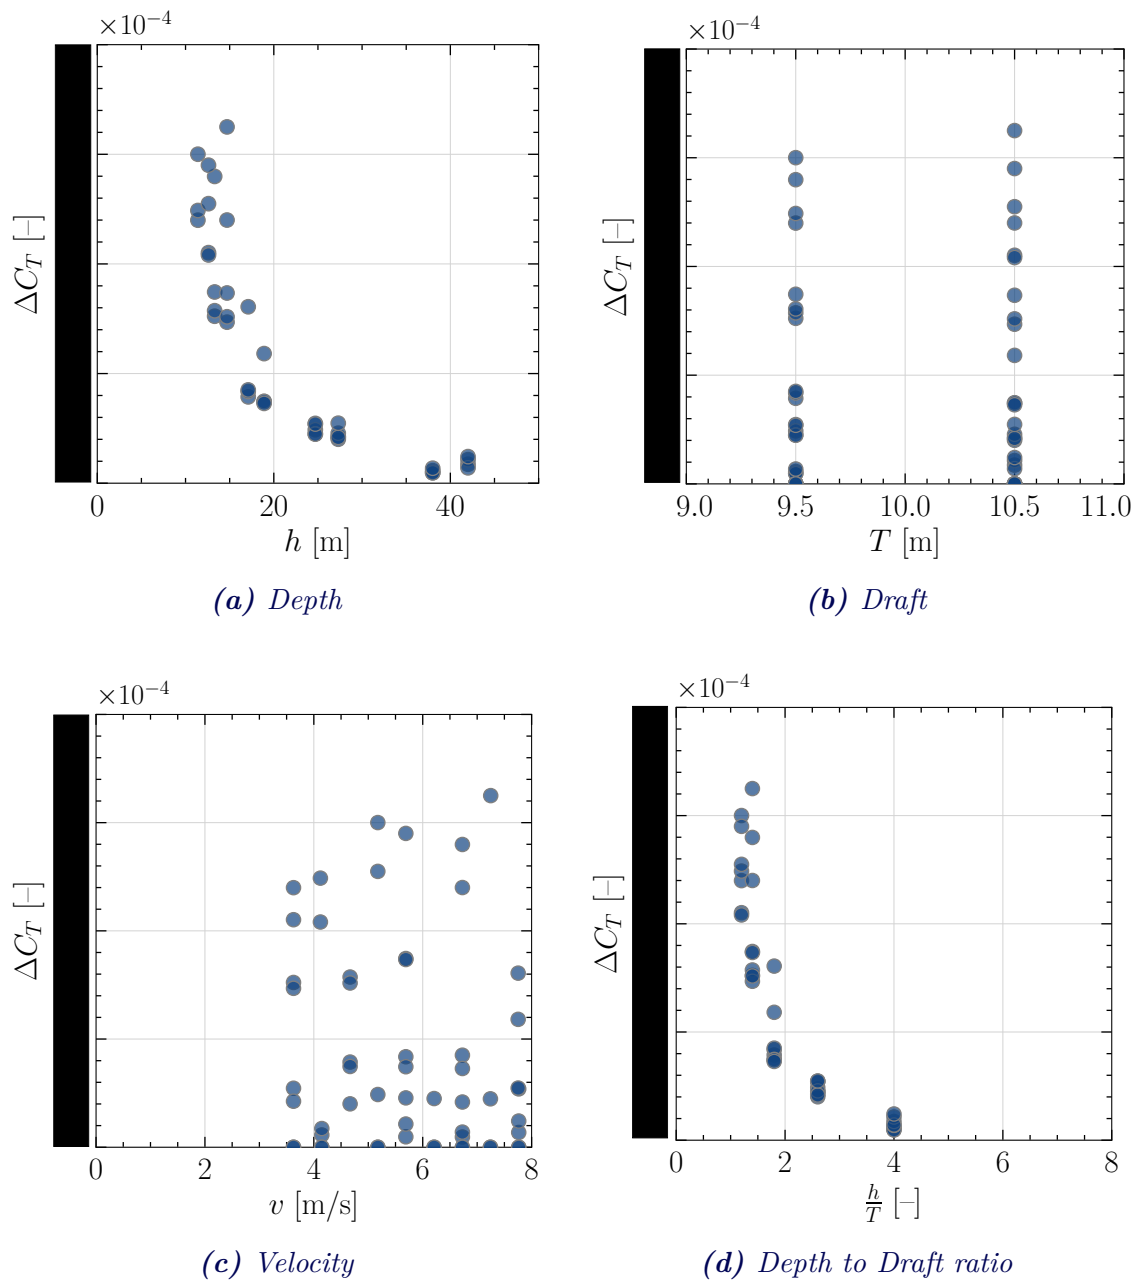 ×10−4 ×10−4
ΔC_T [–] ΔC_T [–]
0 20 40 9.0 9.5 10.0 10.5 11.0
h [m] T [m]
(a) Depth (b) Draft
×10−4 ×10−4
ΔC_T [–] ΔC_T [–]
0 2 4 6 8 0 2 4 6 8
v [m/s] h/T [–]
(c) Velocity (d) Depth to Draft ratio